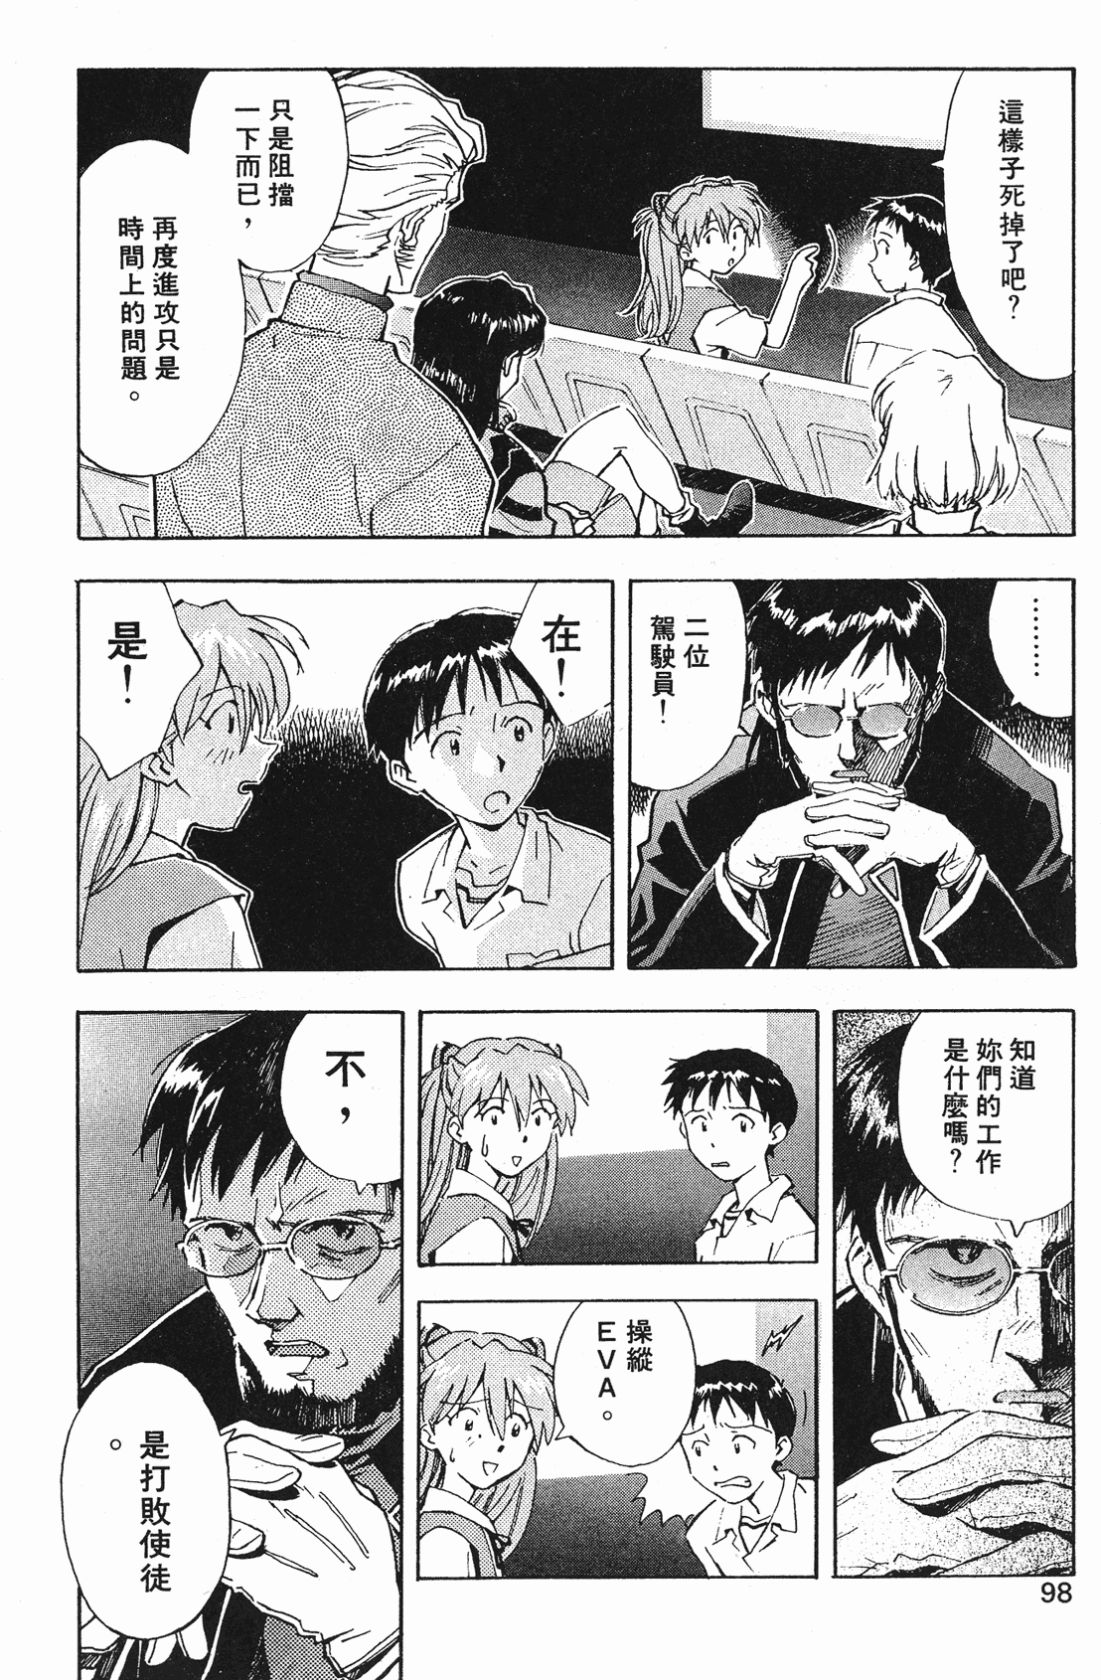 這樣子死掉了吧？
只是阻擋
一下而已，
再度進攻只是
時間上的問題。
………
二位
駕駛員！
在！
是！
知道
妳們的工作
是什麼嗎？
操縱
EVA。
不，
是打敗使徒
。
98